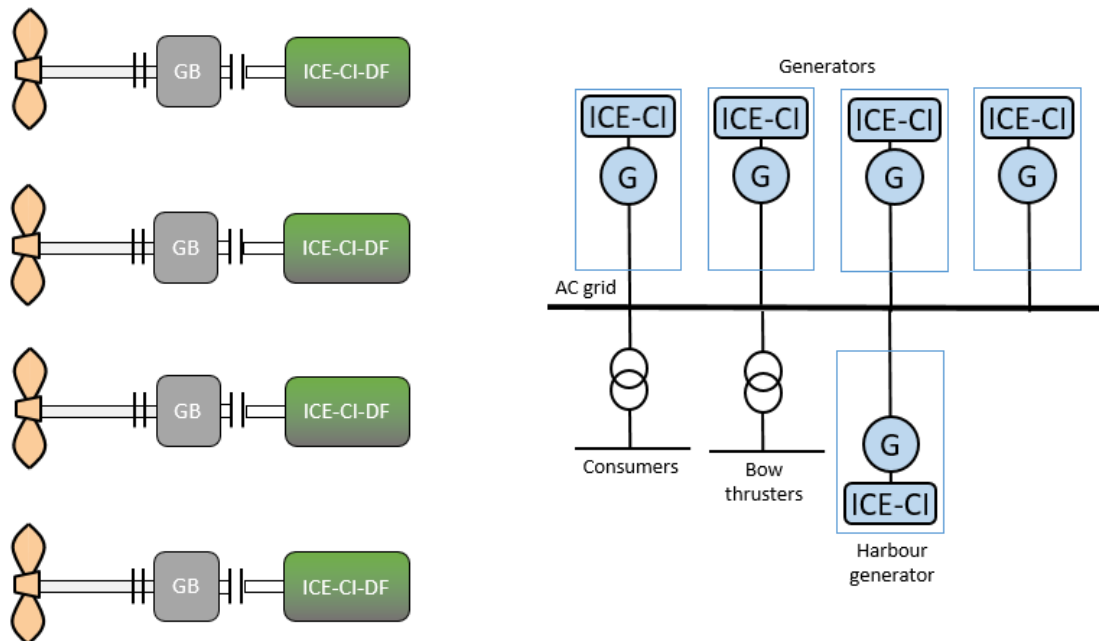 GB
ICE-CI-DF
GB
ICE-CI-DF
GB
ICE-CI-DF
GB
ICE-CI-DF
Generators
ICE-CI
ICE-CI
ICE-CI
ICE-CI
G
G
G
G
AC grid
Consumers
Bow
thrusters
G
ICE-CI
Harbour
generator